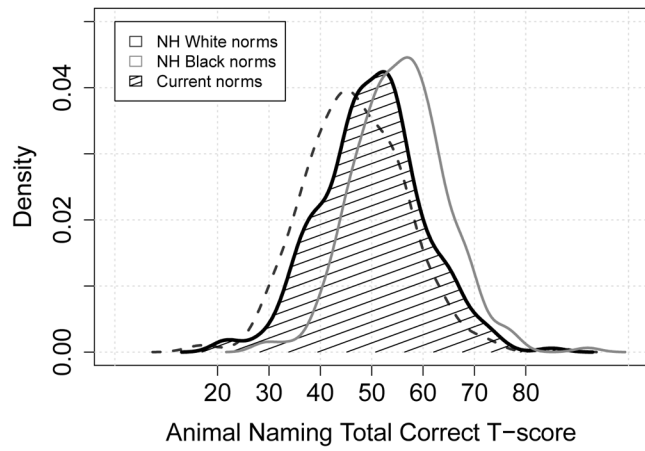 NH White norms
NH Black norms
Current norms
Density
0.04
0.02
0.00
20 30 40 50 60 70 80
Animal Naming Total Correct T−score